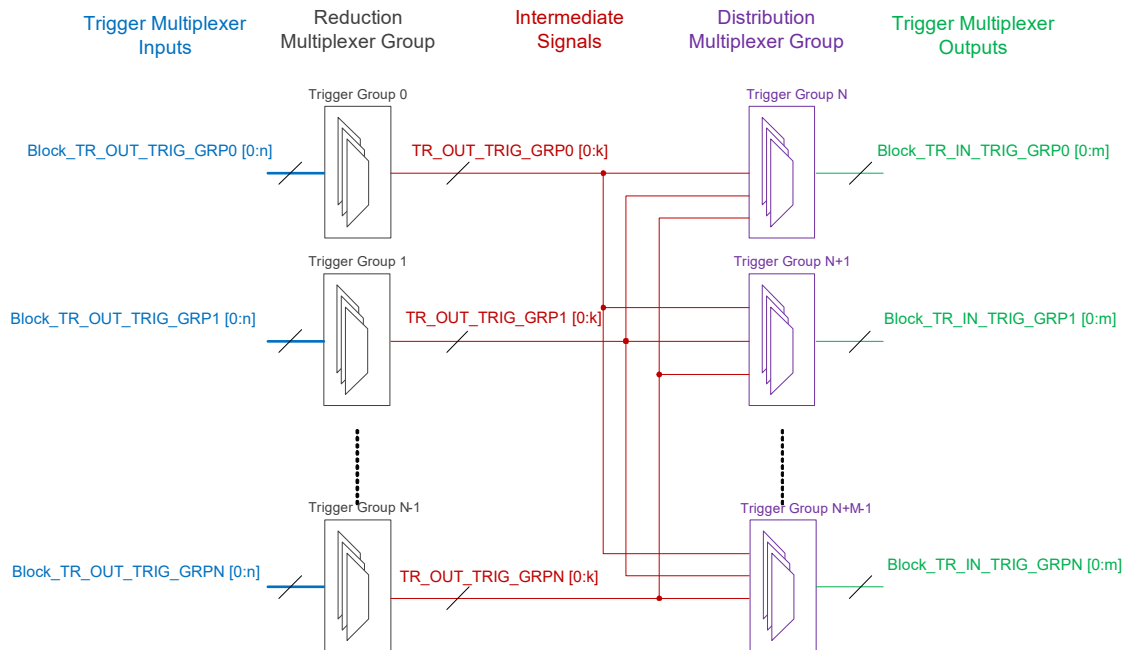 Trigger Multiplexer
Inputs
Reduction
Multiplexer Group
Intermediate
Signals
Distribution
Multiplexer Group
Trigger Multiplexer
Outputs
Trigger Group 0
Trigger Group N
Block_TR_OUT_TRIG_GRP0 [0:n]
TR_OUT_TRIG_GRP0 [0:k]
Block_TR_IN_TRIG_GRP0 [0:m]
Trigger Group 1
Trigger Group N+1
Block_TR_OUT_TRIG_GRP1 [0:n]
TR_OUT_TRIG_GRP1 [0:k]
Block_TR_IN_TRIG_GRP1 [0:m]
Trigger Group N-1
Trigger Group N+M-1
Block_TR_OUT_TRIG_GRPN [0:n]
TR_OUT_TRIG_GRPN [0:k]
Block_TR_IN_TRIG_GRPN [0:m]